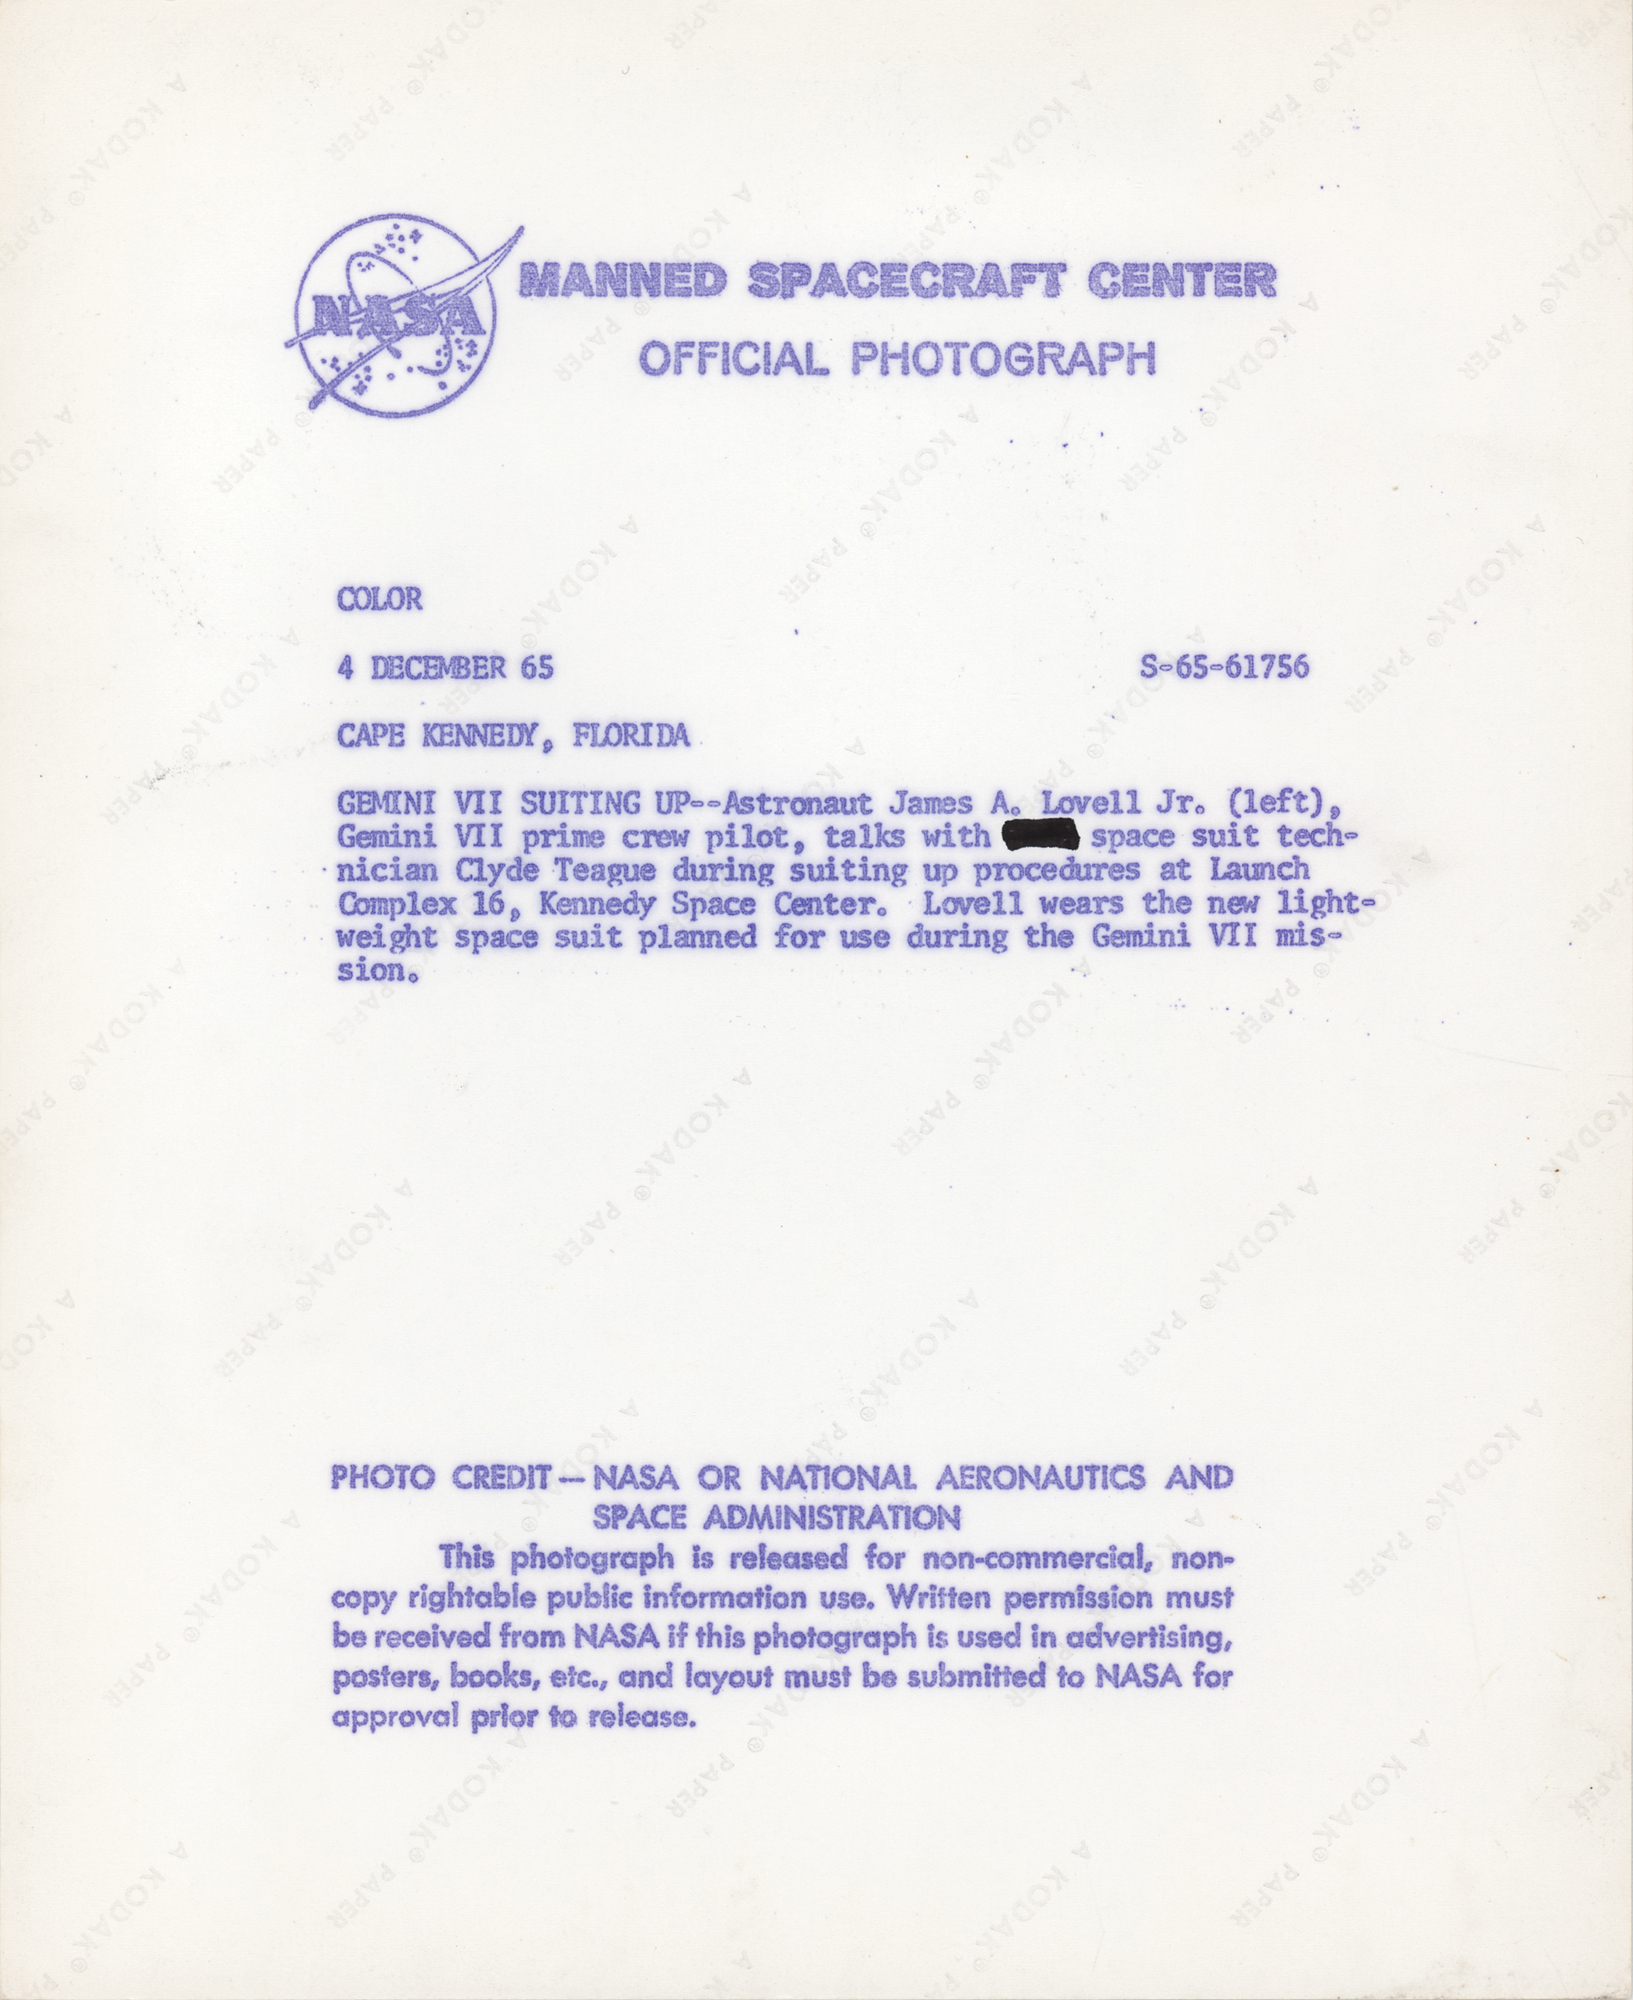 NASA
MANNED SPACECRAFT CENTER
OFFICIAL PHOTOGRAPH
COLOR
4 DECEMBER 65 S-65-61756
CAPE KENNEDY, FLORIDA
GEMINI VII SUITING UP--Astronaut James A. Lovell Jr. (left),
Gemini VII prime crew pilot, talks with space suit tech-
nician Clyde Teague during suiting up procedures at Launch
Complex 16, Kennedy Space Center. Lovell wears the new light-
weight space suit planned for use during the Gemini VII mis-
sion.
PHOTO CREDIT — NASA OR NATIONAL AERONAUTICS AND
SPACE ADMINISTRATION
This photograph is released for non-commercial, non-
copy rightable public information use. Written permission must
be received from NASA if this photograph is used in advertising,
posters, books, etc., and layout must be submitted to NASA for
approval prior to release.
A KODAK® PAPER